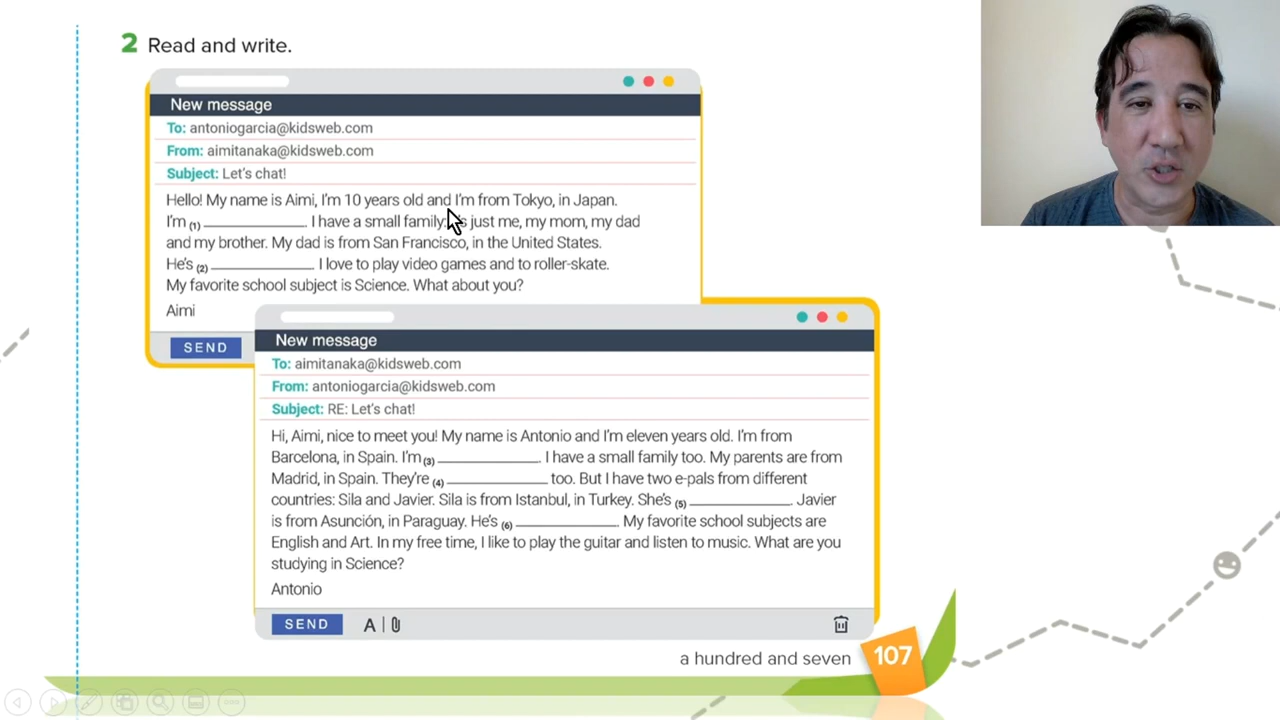 2 Read and write.
New message
To: antoniogarcia@kidsweb.com
From: aimitanaka@kidsweb.com
Subject: Let's chat!
Hello! My name is Aimi, I'm 10 years old and I'm from Tokyo, in Japan.
I'm (1) ____________. I have a small family: just me, my mom, my dad
and my brother. My dad is from San Francisco, in the United States.
He's (2) ____________. I love to play video games and to roller-skate.
My favorite school subject is Science. What about you?
Aimi
SEND
New message
To: aimitanaka@kidsweb.com
From: antoniogarcia@kidsweb.com
Subject: RE: Let's chat!
Hi, Aimi, nice to meet you! My name is Antonio and I'm eleven years old. I'm from
Barcelona, in Spain. I'm (3) ____________. I have a small family too. My parents are from
Madrid, in Spain. They're (4) ____________ too. But I have two e-pals from different
countries: Sila and Javier. Sila is from Istanbul, in Turkey. She's (5) ____________. Javier
is from Asunción, in Paraguay. He's (6) ____________. My favorite school subjects are
English and Art. In my free time, I like to play the guitar and listen to music. What are you
studying in Science?
Antonio
SEND A
a hundred and seven 107